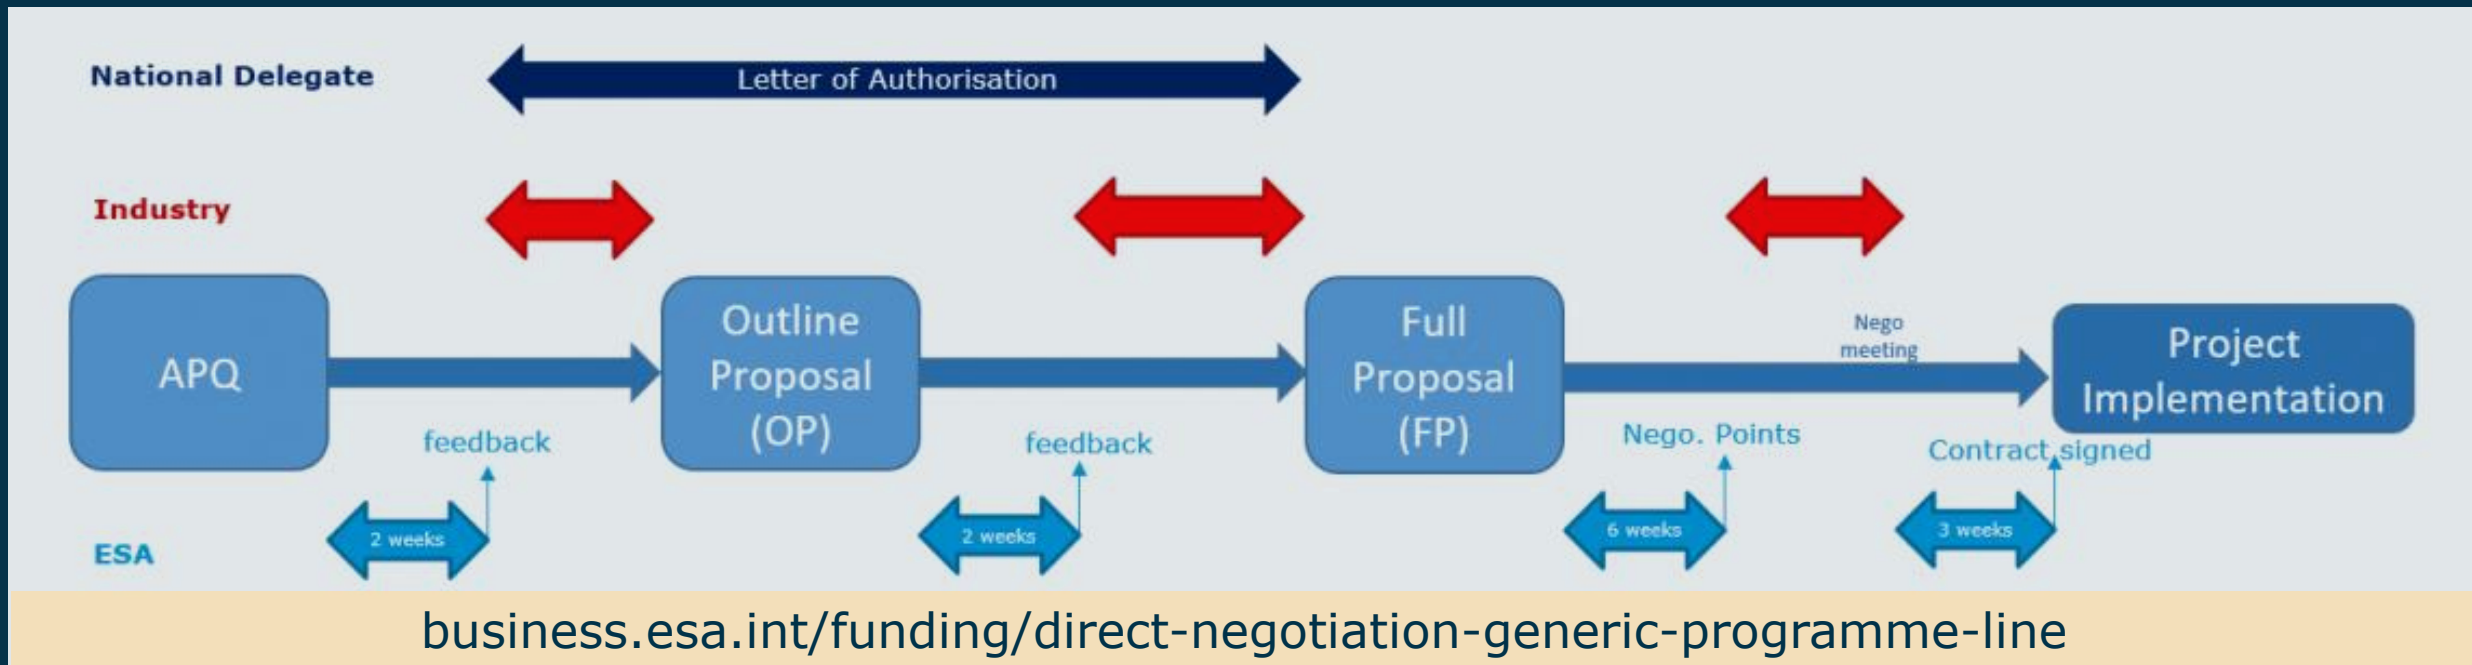 National Delegate
Letter of Authorisation
Industry
APQ
Outline
Proposal
(OP)
Full
Proposal
(FP)
Nego
meeting
Project
Implementation
feedback
feedback
Nego. Points
Contract signed
ESA
2 weeks
2 weeks
6 weeks
3 weeks
business.esa.int/funding/direct-negotiation-generic-programme-line